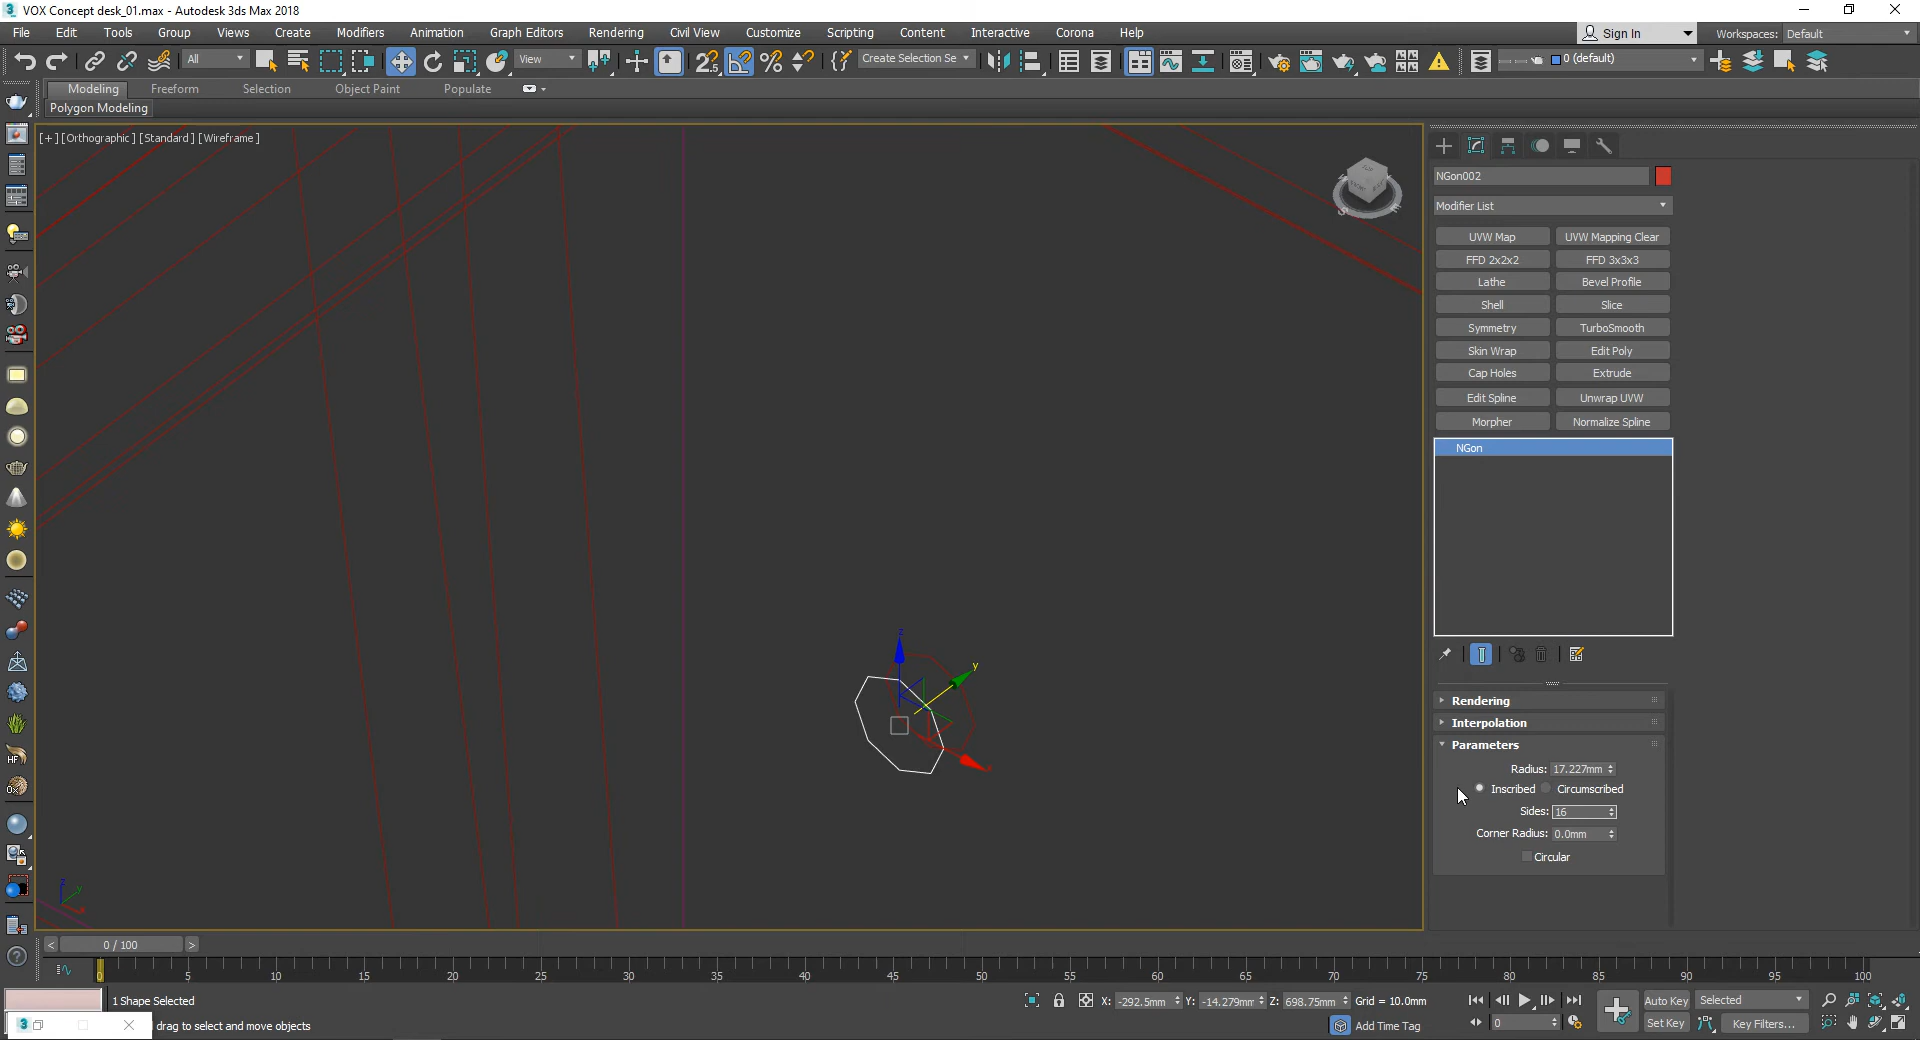 VOX Concept desk_01.max - Autodesk 3ds Max 2018
File Edit Tools Group Views Create Modifiers Animation Graph Editors Rendering Civil View Customize Scripting Content Interactive Corona Help
Sign In Workspaces: Default
All View Create Selection Se 0 (default)
Modeling Freeform Selection Object Paint Populate
Polygon Modeling
[+] [Orthographic] [Standard] [Wireframe]
NGon002
Modifier List
UVW Map UVW Mapping Clear
FFD 2x2x2 FFD 3x3x3
Lathe Bevel Profile
Shell Slice
Symmetry TurboSmooth
Skin Wrap Edit Poly
Cap Holes Extrude
Edit Spline Unwrap UVW
Morpher Normalize Spline
NGon
z
y
x
Rendering
Interpolation
Parameters
Radius: 17.227mm
Inscribed Circumscribed
Sides: 16
Corner Radius: 0.0mm
Circular
0 / 100
0 5 10 15 20 25 30 35 40 45 50 55 60 65 70 75 80 85 90 95 100
1 Shape Selected
X: -292.5mm Y: -14.279mm Z: 698.75mm Grid = 10.0mm
Auto Key Selected
drag to select and move objects
Add Time Tag
0
Set Key Key Filters...